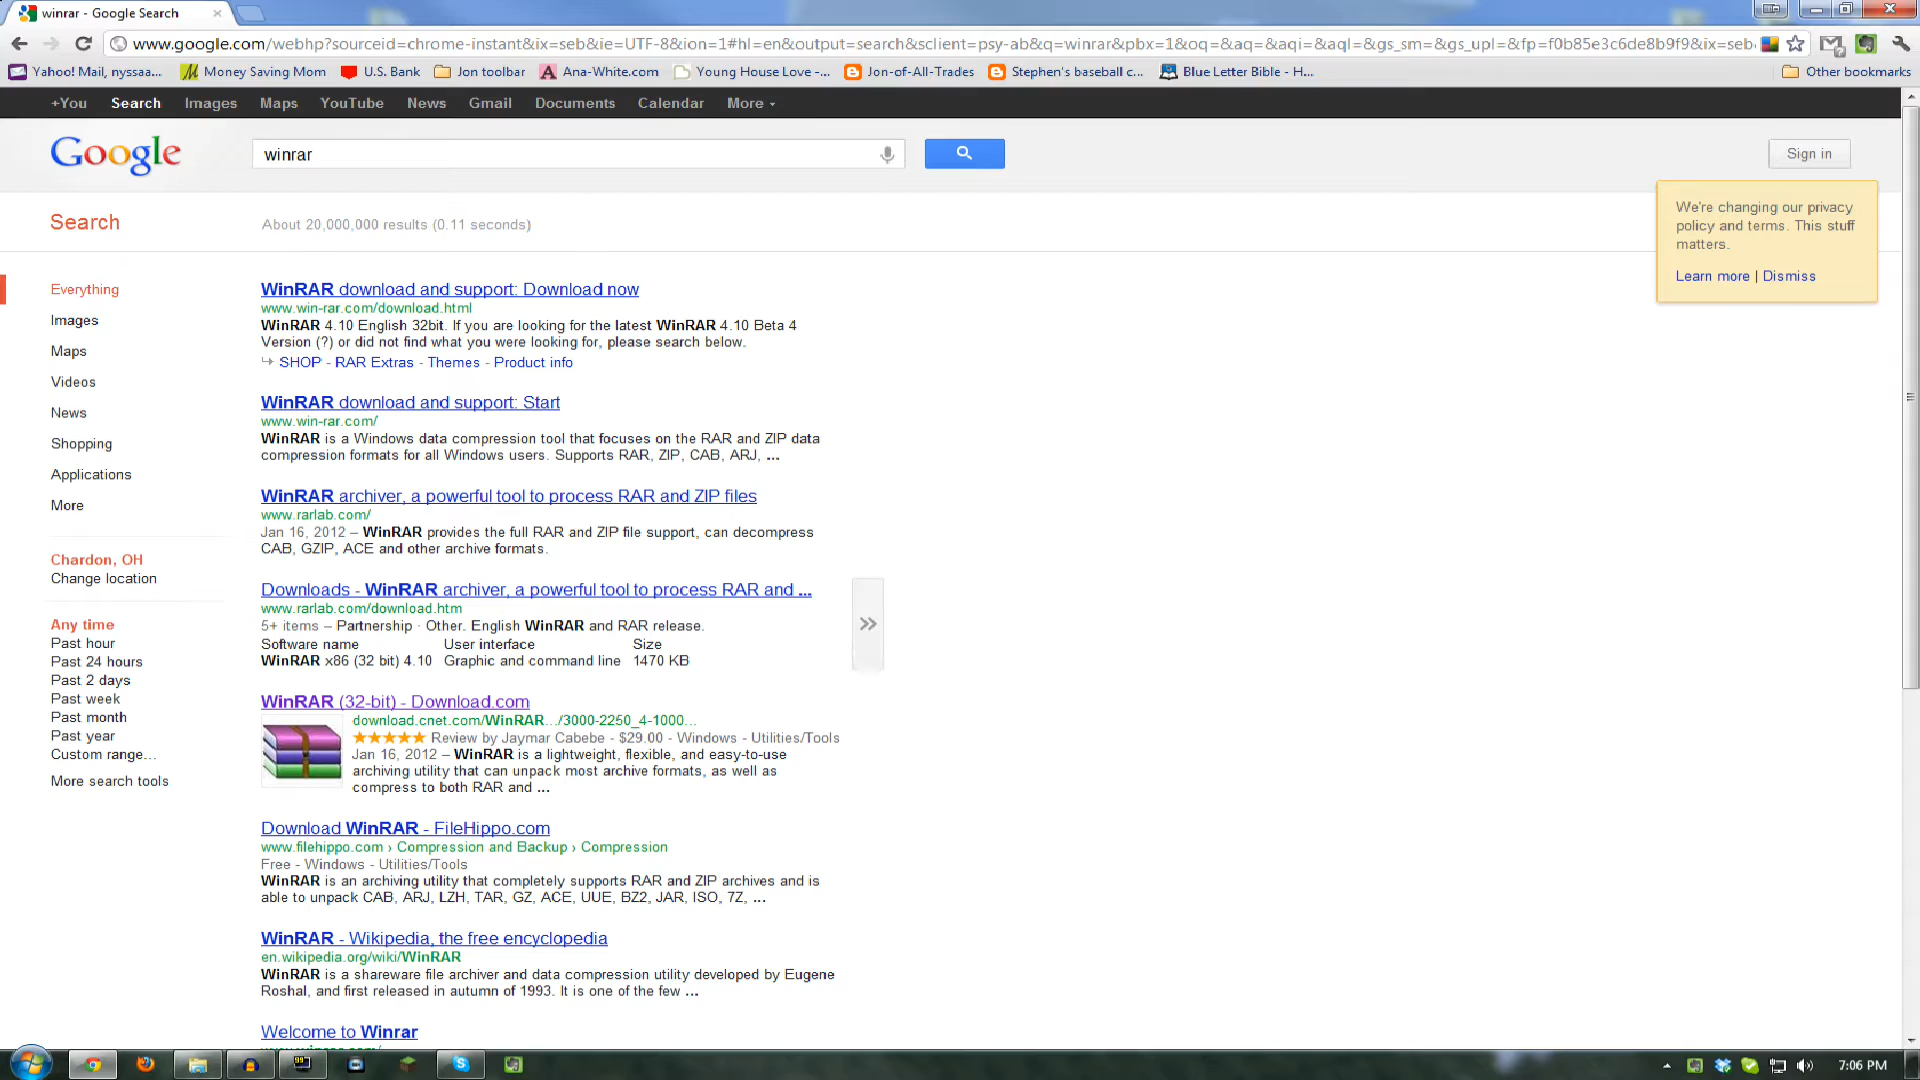 winrar - Google Search
www.google.com/webhp?sourceid=chrome-instant&ix=seb&ie=UTF-8&ion=1#hl=en&output=search&sclient=psy-ab&q=winrar&pbx=1&oq=&aq=&aqi=&aql=&gs_sm=&gs_upl=&fp=f0b85e3c6de8b9f9&ix=seb
Yahoo! Mail, nyssaa... Money Saving Mom U.S. Bank Jon toolbar Ana-White.com Young House Love -... Jon-of-All-Trades Stephen's baseball c... Blue Letter Bible - H... Other bookmarks
+You Search Images Maps YouTube News Gmail Documents Calendar More
Google winrar Sign in
Search About 20,000,000 results (0.11 seconds)
We're changing our privacy
policy and terms. This stuff
matters.
Learn more | Dismiss
Everything
Images
Maps
Videos
News
Shopping
Applications
More
Chardon, OH
Change location
Any time
Past hour
Past 24 hours
Past 2 days
Past week
Past month
Past year
Custom range...
More search tools
WinRAR download and support: Download now
www.win-rar.com/download.html
WinRAR 4.10 English 32bit. If you are looking for the latest WinRAR 4.10 Beta 4
Version (?) or did not find what you were looking for, please search below.
SHOP - RAR Extras - Themes - Product info
WinRAR download and support: Start
www.win-rar.com/
WinRAR is a Windows data compression tool that focuses on the RAR and ZIP data
compression formats for all Windows users. Supports RAR, ZIP, CAB, ARJ, ...
WinRAR archiver, a powerful tool to process RAR and ZIP files
www.rarlab.com/
Jan 16, 2012 – WinRAR provides the full RAR and ZIP file support, can decompress
CAB, GZIP, ACE and other archive formats.
Downloads - WinRAR archiver, a powerful tool to process RAR and ...
www.rarlab.com/download.htm
5+ items – Partnership · Other. English WinRAR and RAR release.
Software name User interface Size
WinRAR x86 (32 bit) 4.10 Graphic and command line 1470 KB
WinRAR (32-bit) - Download.com
download.cnet.com/WinRAR.../3000-2250_4-1000...
Review by Jaymar Cabebe - $29.00 - Windows - Utilities/Tools
Jan 16, 2012 – WinRAR is a lightweight, flexible, and easy-to-use
archiving utility that can unpack most archive formats, as well as
compress to both RAR and ...
Download WinRAR - FileHippo.com
www.filehippo.com › Compression and Backup › Compression
Free - Windows - Utilities/Tools
WinRAR is an archiving utility that completely supports RAR and ZIP archives and is
able to unpack CAB, ARJ, LZH, TAR, GZ, ACE, UUE, BZ2, JAR, ISO, 7Z, ...
WinRAR - Wikipedia, the free encyclopedia
en.wikipedia.org/wiki/WinRAR
WinRAR is a shareware file archiver and data compression utility developed by Eugene
Roshal, and first released in autumn of 1993. It is one of the few ...
Welcome to Winrar
7:06 PM